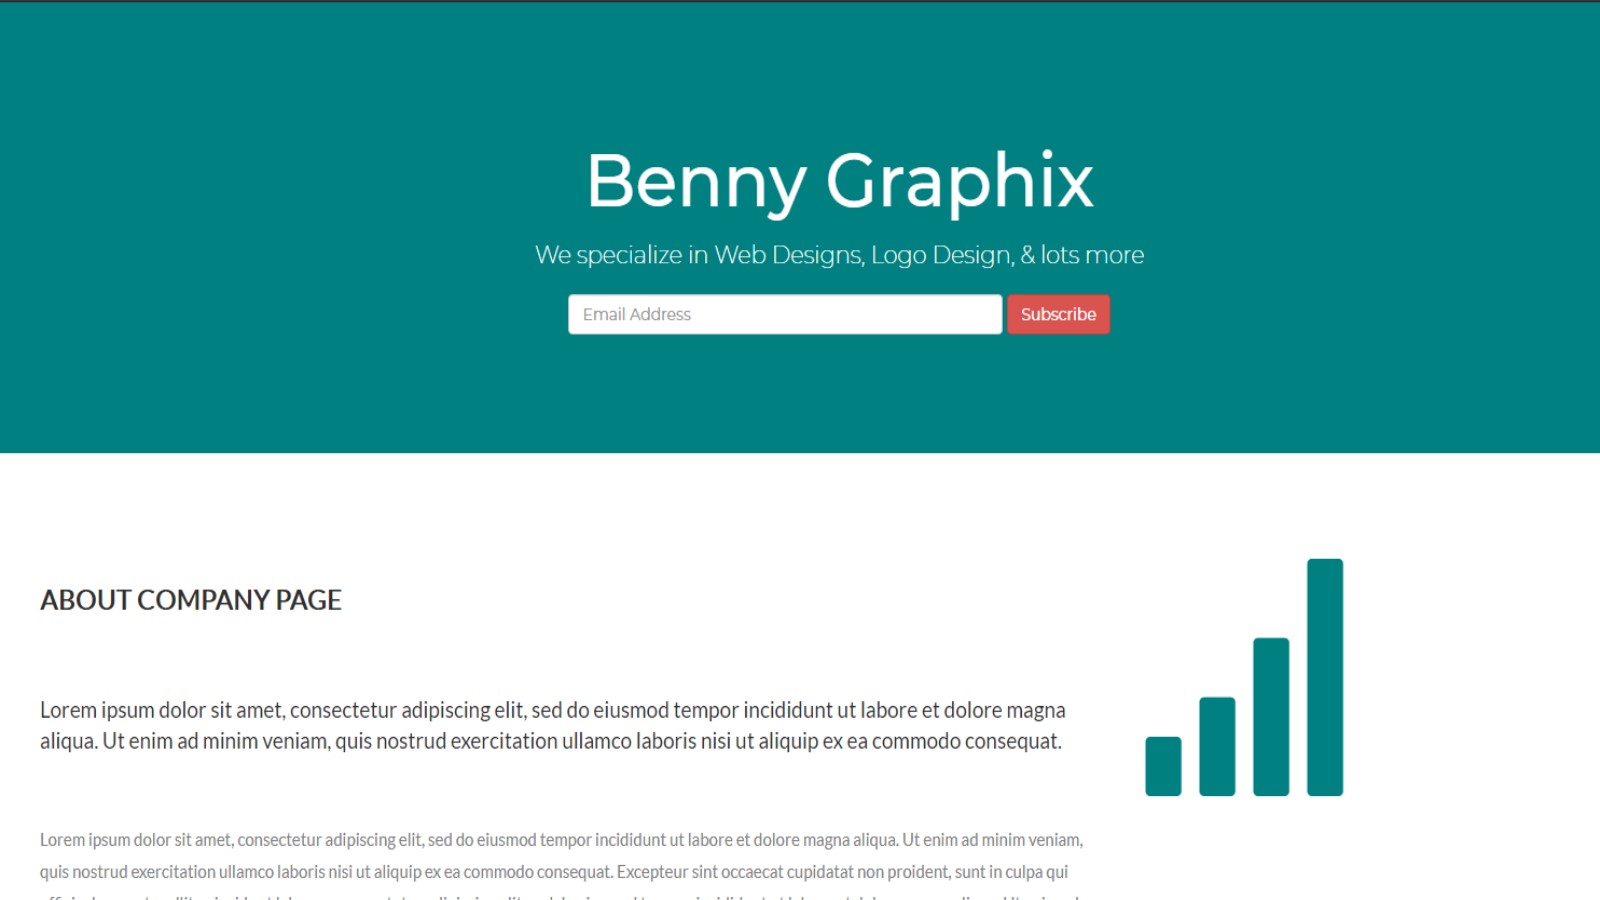 Benny Graphix
We specialize in Web Designs, Logo Design, & lots more
Email Address
Subscribe
ABOUT COMPANY PAGE
Lorem ipsum dolor sit amet, consectetur adipiscing elit, sed do eiusmod tempor incididunt ut labore et dolore magna
aliqua. Ut enim ad minim veniam, quis nostrud exercitation ullamco laboris nisi ut aliquip ex ea commodo consequat.
Lorem ipsum dolor sit amet, consectetur adipiscing elit, sed do eiusmod tempor incididunt ut labore et dolore magna aliqua. Ut enim ad minim veniam,
quis nostrud exercitation ullamco laboris nisi ut aliquip ex ea commodo consequat. Excepteur sint occaecat cupidatat non proident, sunt in culpa qui